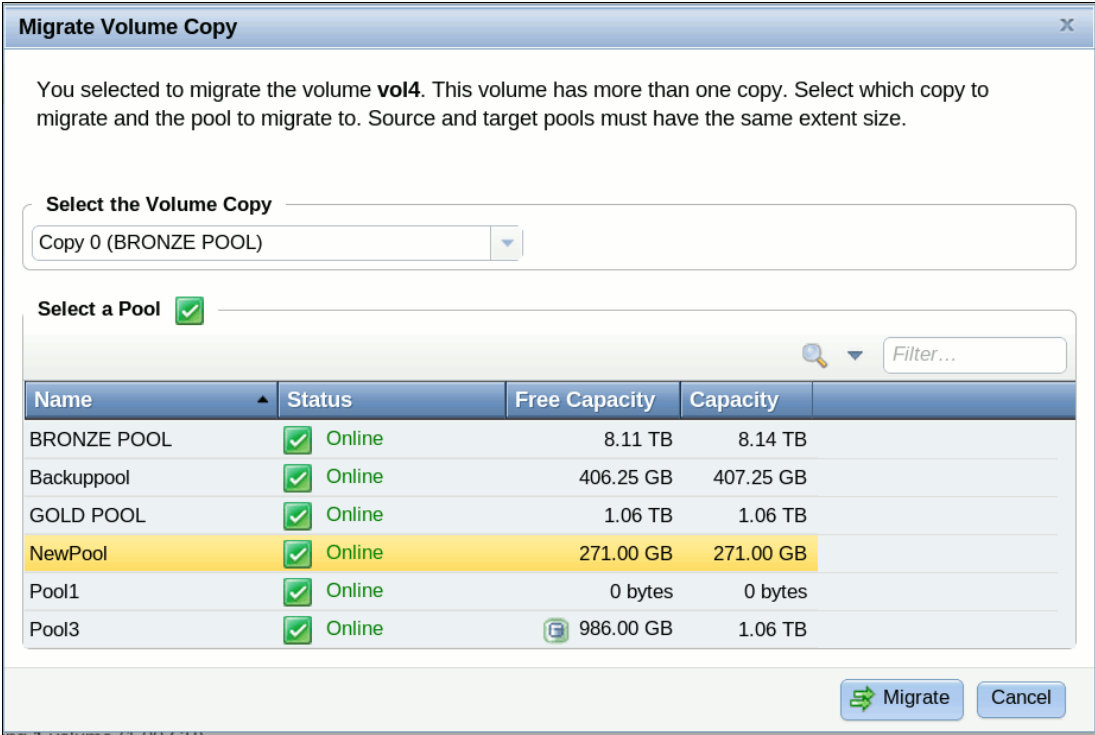 Migrate Volume Copy
x
You selected to migrate the volume vol4. This volume has more than one copy. Select which copy to
migrate and the pool to migrate to. Source and target pools must have the same extent size.
Select the Volume Copy
Copy 0 (BRONZE POOL)
Select a Pool
Filter...
Name Status Free Capacity Capacity
BRONZE POOL Online 8.11 TB 8.14 TB
Backuppool Online 406.25 GB 407.25 GB
GOLD POOL Online 1.06 TB 1.06 TB
NewPool Online 271.00 GB 271.00 GB
Pool1 Online 0 bytes 0 bytes
Pool3 Online 986.00 GB 1.06 TB
Migrate Cancel